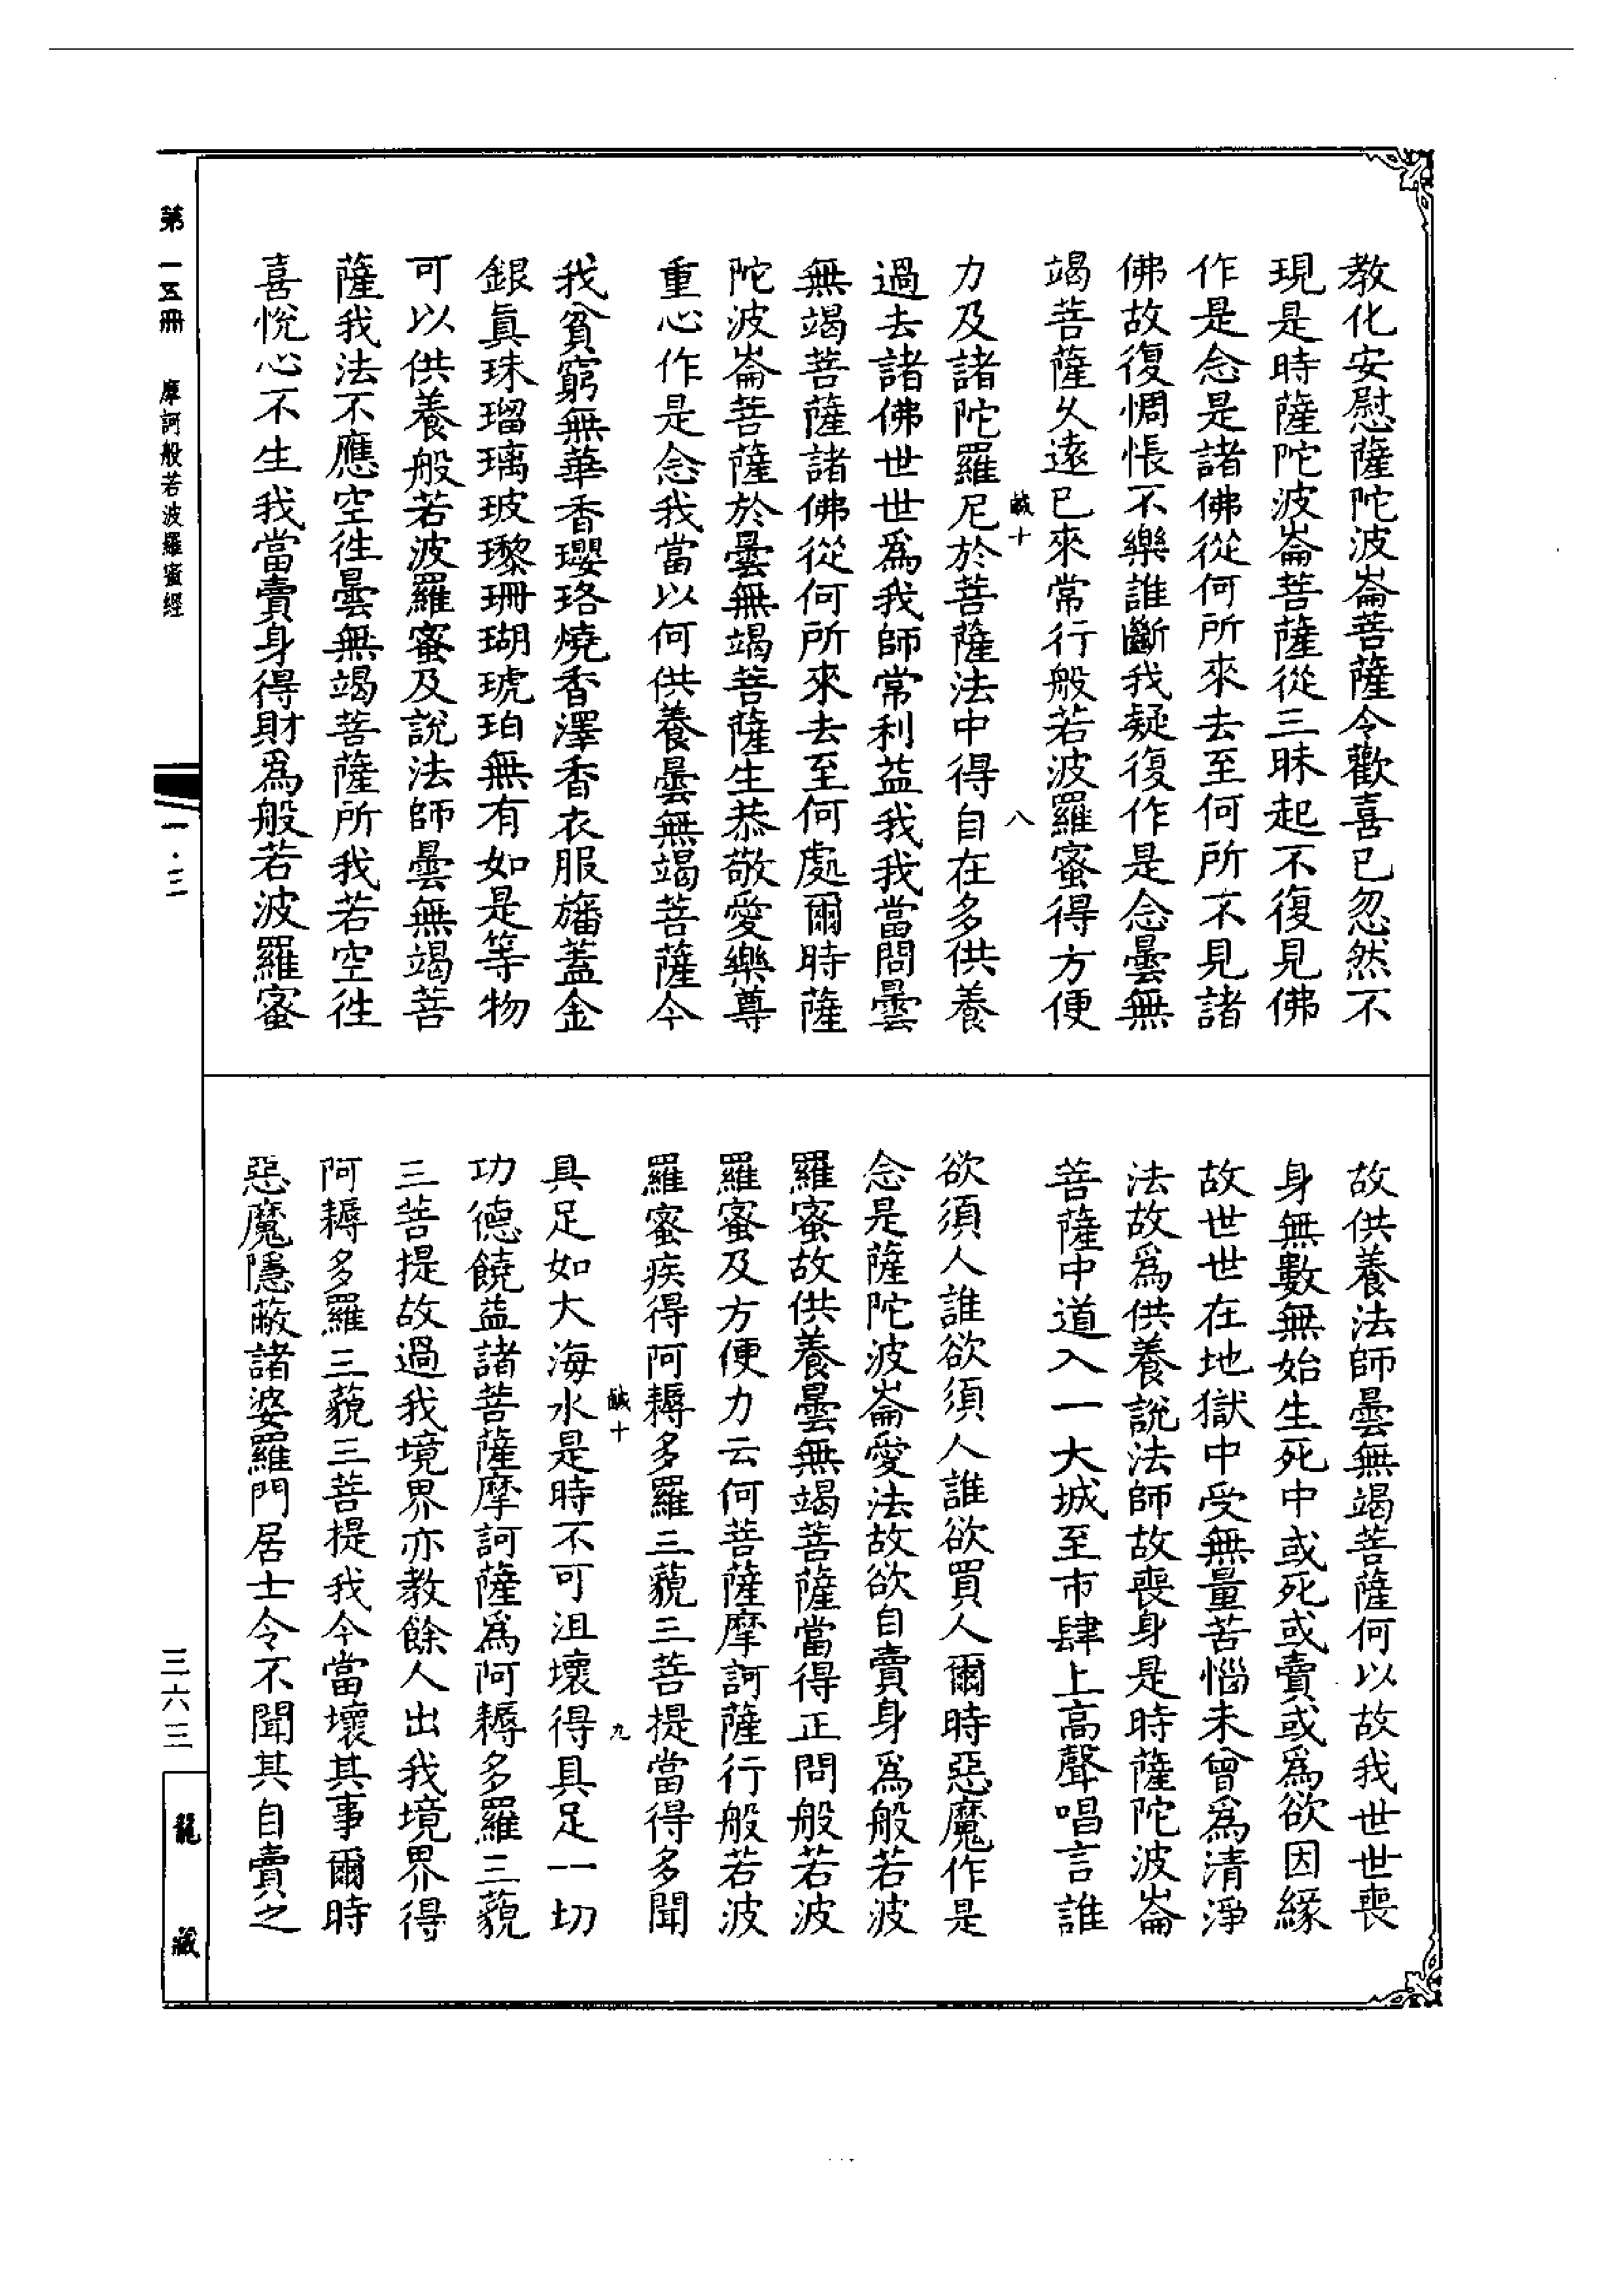 教化安慰薩陀波崙菩薩令歡喜已忽然不
現是時薩陀波崙菩薩從三昧起不復見佛
作是念是諸佛從何所來去至何所不見諸
佛故復惆悵不樂誰斷我疑復作是念曇無
竭菩薩久遠已來常行般若波羅蜜得方便
鹹十 八
力及諸陀羅尼於菩薩法中得自在多供養
過去諸佛世世爲我師常利益我我當問曇
無竭菩薩諸佛從何所來去至何處爾時薩
陀波崙菩薩於曇無竭菩薩生恭敬愛樂尊
重心作是念我當以何供養曇無竭菩薩今
我貧窮無華香瓔珞燒香澤香衣服旛蓋金
銀眞珠瑠璃玻瓈珊瑚琥珀無有如是等物
可以供養般若波羅蜜及說法師曇無竭菩
薩我法不應空徃曇無竭菩薩所我若空徃
喜悅心不生我當賣身得財爲般若波羅蜜
故供養法師曇無竭菩薩何以故我世世喪
身無數無始生死中或死或賣或爲欲因緣
故世世在地獄中受無量苦惱未曾爲清淨
法故爲供養說法師故喪身是時薩陀波崙
菩薩中道入一大城至市肆上高聲唱言誰
欲須人誰欲須人誰欲買人爾時惡魔作是
念是薩陀波崙愛法故欲自賣身爲般若波
羅蜜故供養曇無竭菩薩當得正問般若波
羅蜜及方便力云何菩薩摩訶薩行般若波
羅蜜疾得阿耨多羅三藐三菩提當得多聞
鹹十 九
具足如大海水是時不可沮壞得具足一切
功德饒益諸菩薩摩訶薩爲阿耨多羅三藐
三菩提故過我境界亦教餘人出我境界得
阿耨多羅三藐三菩提我今當壞其事爾時
惡魔隱蔽諸婆羅門居士令不聞其自賣之
第一五冊 摩訶般若波羅蜜經
一·三
三六三
龍藏